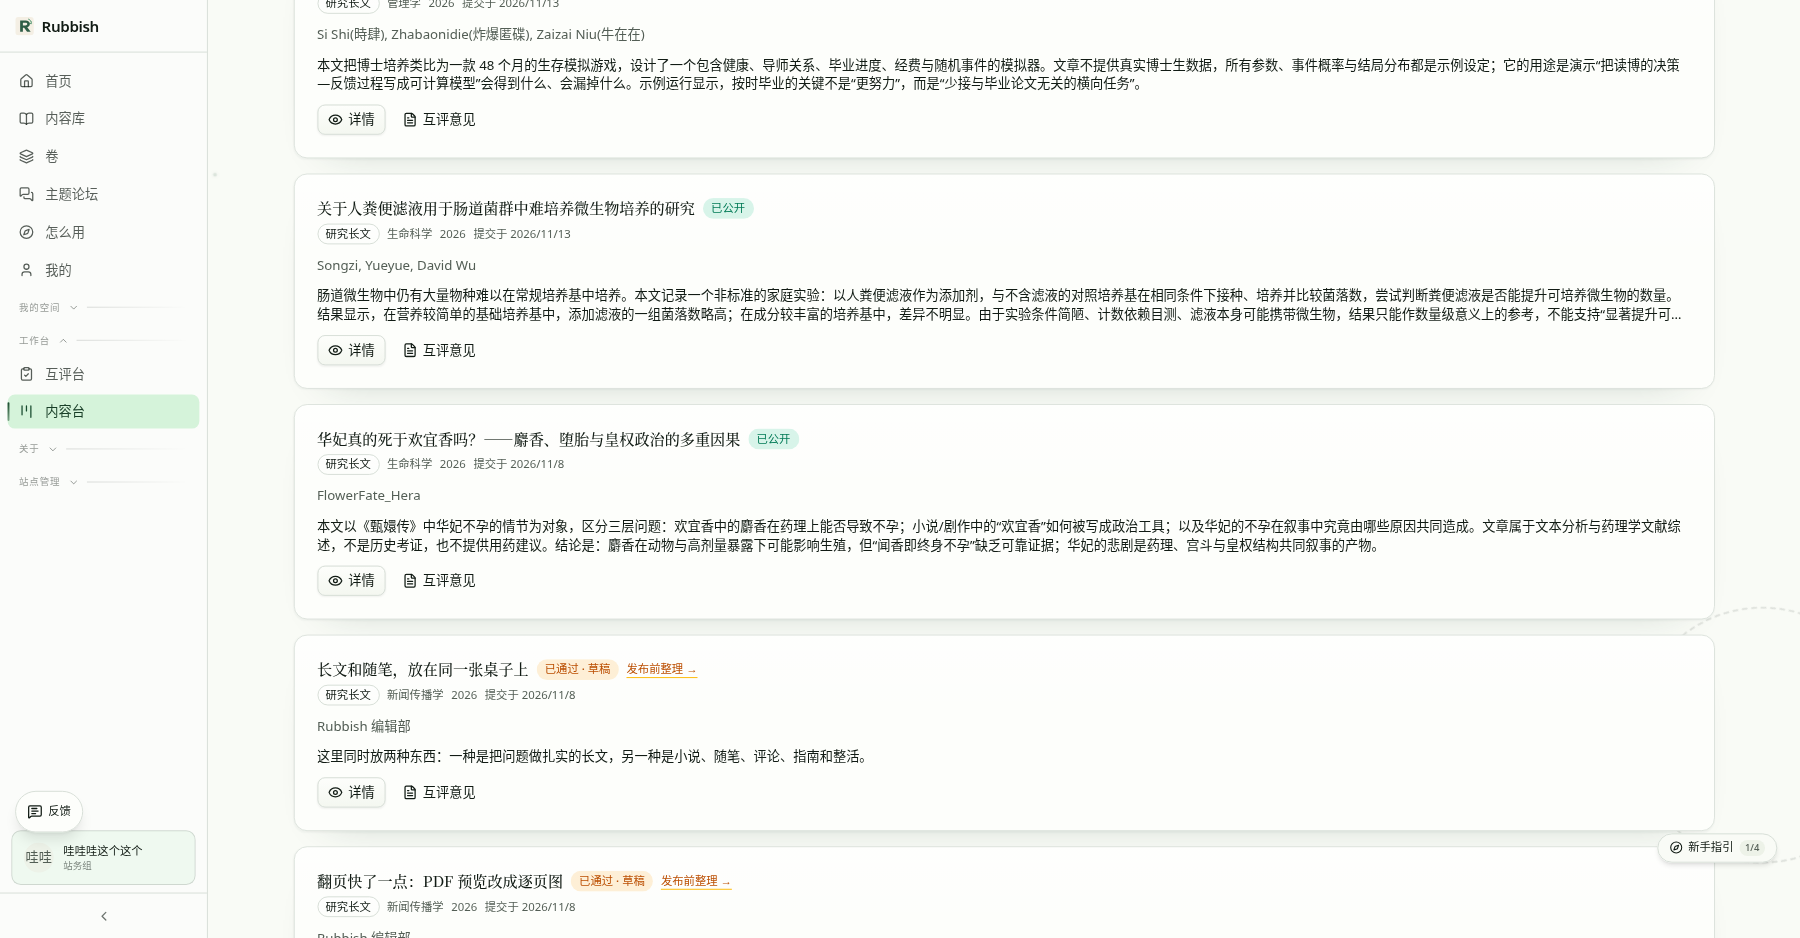 Rubbish
首页
内容库
卷
主题论坛
怎么用
我的
我的空间
工作台
互评台
内容台
关于
站点管理
反馈
哇哇 哇哇哇这个这个
站务组
研究长文 管理学 2026 提交于 2026/11/13
Si Shi(時肆), Zhabaonidie(炸爆匿碟), Zaizai Niu(牛在在)
本文把博士培养类比为一款 48 个月的生存模拟游戏，设计了一个包含健康、导师关系、毕业进度、经费与随机事件的模拟器。文章不提供真实博士生数据，所有参数、事件概率与结局分布都是示例设定；它的用途是演示“把读博的决策
—反馈过程写成可计算模型”会得到什么、会漏掉什么。示例运行显示，按时毕业的关键不是“更努力”，而是“少接与毕业论文无关的横向任务”。
详情 互评意见
关于人粪便滤液用于肠道菌群中难培养微生物培养的研究 已公开
研究长文 生命科学 2026 提交于 2026/11/13
Songzi, Yueyue, David Wu
肠道微生物中仍有大量物种难以在常规培养基中培养。本文记录一个非标准的家庭实验：以人粪便滤液作为添加剂，与不含滤液的对照培养基在相同条件下接种、培养并比较菌落数，尝试判断粪便滤液是否能提升可培养微生物的数量。
结果显示，在营养较简单的基础培养基中，添加滤液的一组菌落数略高；在成分较丰富的培养基中，差异不明显。由于实验条件简陋、计数依赖目测、滤液本身可能携带微生物，结果只能作数量级意义上的参考，不能支持“显著提升可…
详情 互评意见
华妃真的死于欢宜香吗？——麝香、堕胎与皇权政治的多重因果 已公开
研究长文 生命科学 2026 提交于 2026/11/8
FlowerFate_Hera
本文以《甄嬛传》中华妃不孕的情节为对象，区分三层问题：欢宜香中的麝香在药理上能否导致不孕；小说/剧作中的“欢宜香”如何被写成政治工具；以及华妃的不孕在叙事中究竟由哪些原因共同造成。文章属于文本分析与药理学文献综
述，不是历史考证，也不提供用药建议。结论是：麝香在动物与高剂量暴露下可能影响生殖，但“闻香即终身不孕”缺乏可靠证据；华妃的悲剧是药理、宫斗与皇权结构共同叙事的产物。
详情 互评意见
长文和随笔，放在同一张桌子上 已通过 · 草稿 发布前整理 →
研究长文 新闻传播学 2026 提交于 2026/11/8
Rubbish 编辑部
这里同时放两种东西：一种是把问题做扎实的长文，另一种是小说、随笔、评论、指南和整活。
详情 互评意见
新手指引 1/4
翻页快了一点：PDF 预览改成逐页图 已通过 · 草稿 发布前整理 →
研究长文 新闻传播学 2026 提交于 2026/11/8
Rubbish 编辑部